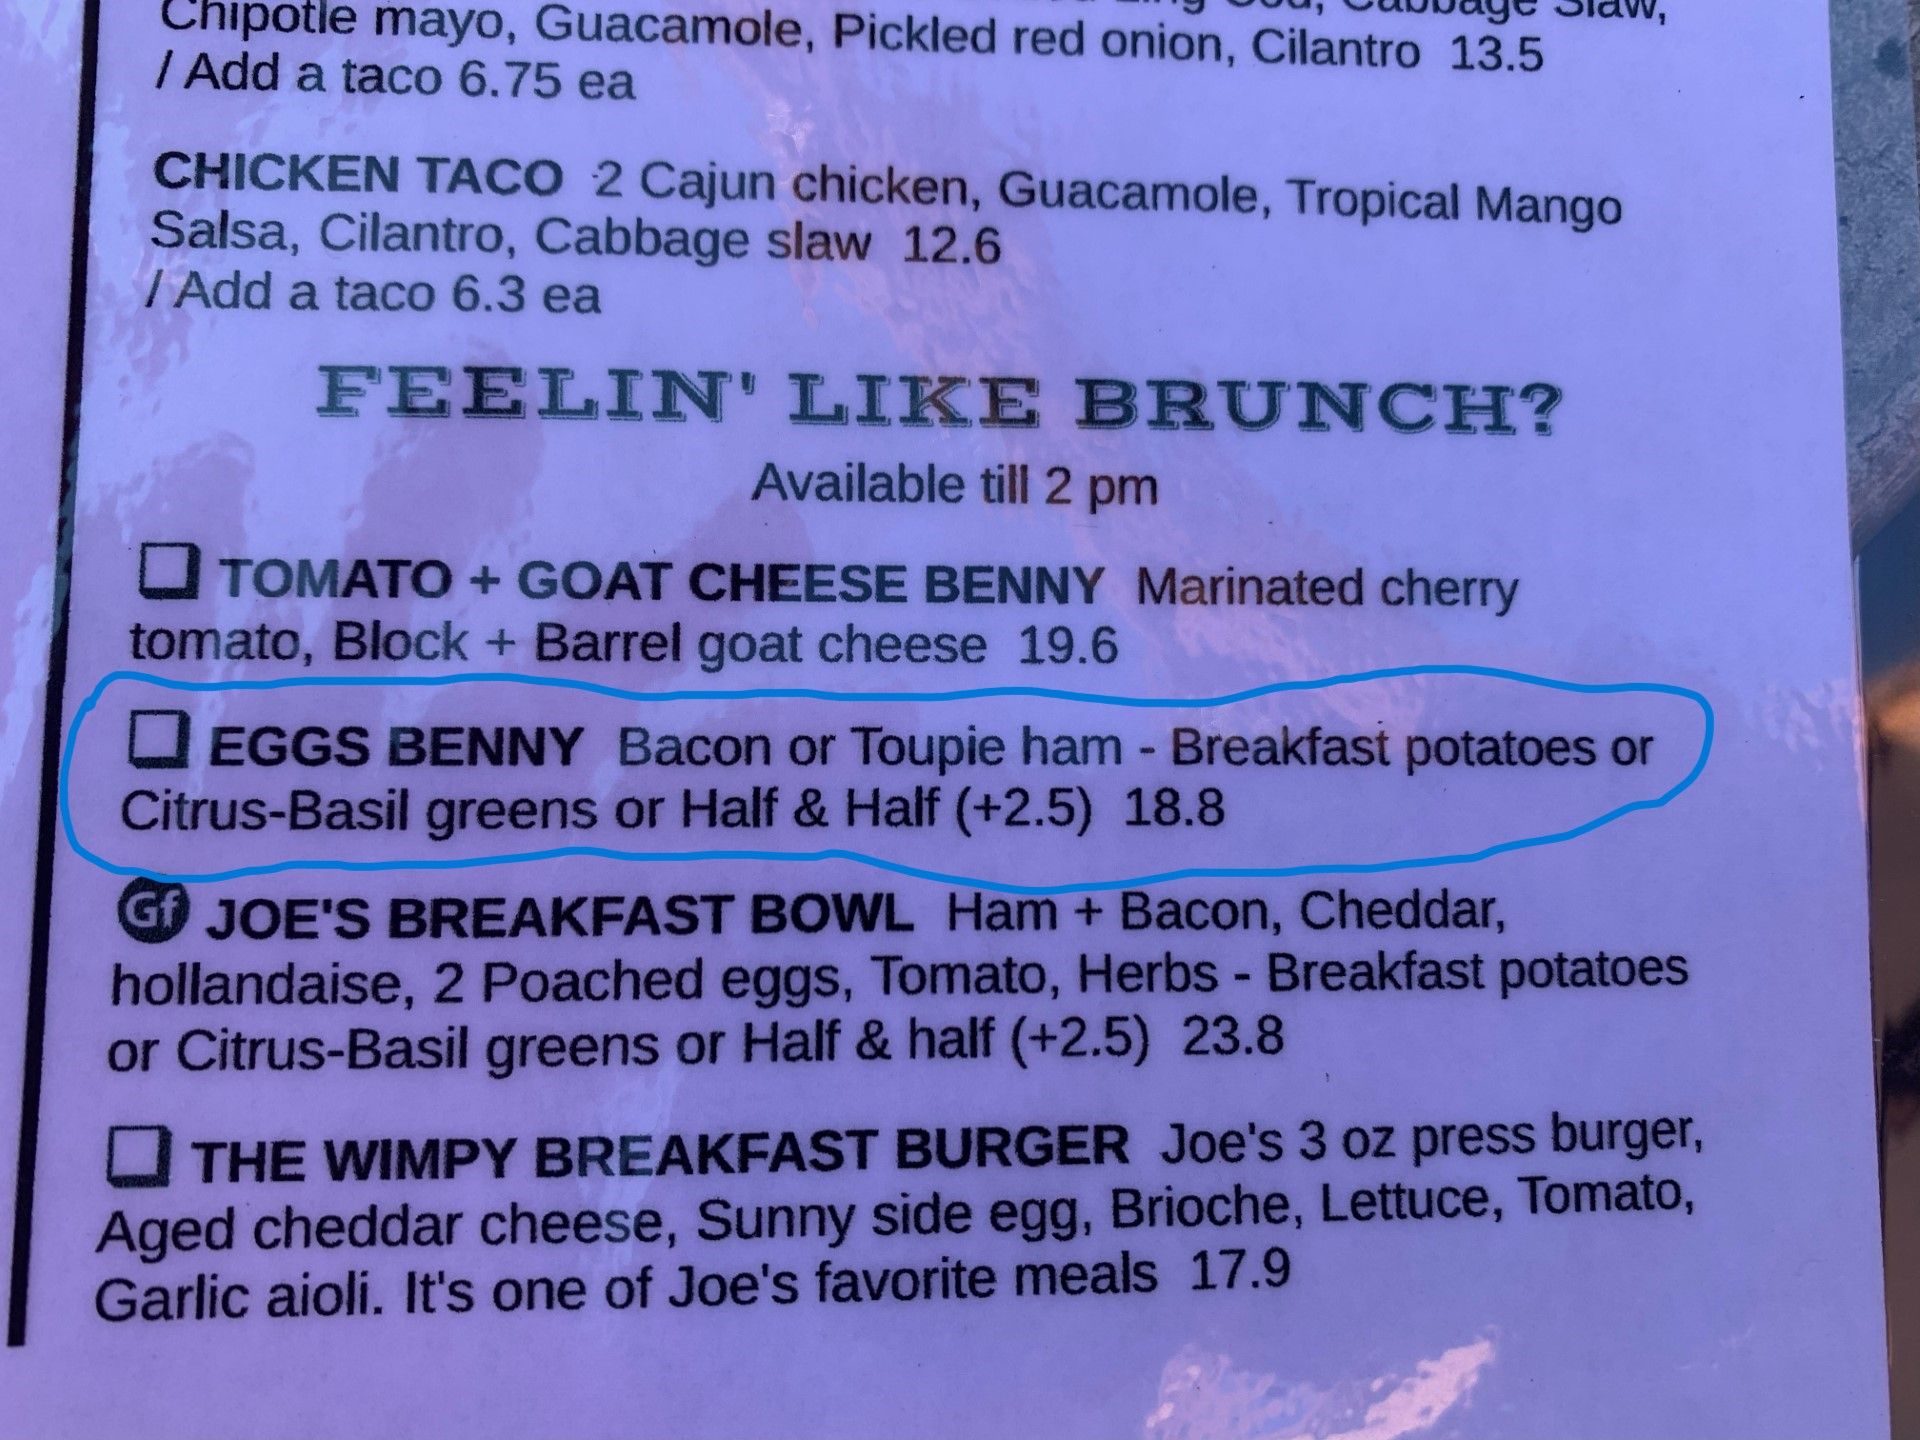 Chipotle mayo, Guacamole, Pickled red onion, Cilantro 13.5
/ Add a taco 6.75 ea
CHICKEN TACO 2 Cajun chicken, Guacamole, Tropical Mango
Salsa, Cilantro, Cabbage slaw 12.6
/ Add a taco 6.3 ea
FEELIN' LIKE BRUNCH?
Available till 2 pm
TOMATO + GOAT CHEESE BENNY Marinated cherry
tomato, Block + Barrel goat cheese 19.6
EGGS BENNY Bacon or Toupie ham - Breakfast potatoes or
Citrus-Basil greens or Half & Half (+2.5) 18.8
Gf JOE'S BREAKFAST BOWL Ham + Bacon, Cheddar,
hollandaise, 2 Poached eggs, Tomato, Herbs - Breakfast potatoes
or Citrus-Basil greens or Half & half (+2.5) 23.8
THE WIMPY BREAKFAST BURGER Joe's 3 oz press burger,
Aged cheddar cheese, Sunny side egg, Brioche, Lettuce, Tomato,
Garlic aioli. It's one of Joe's favorite meals 17.9